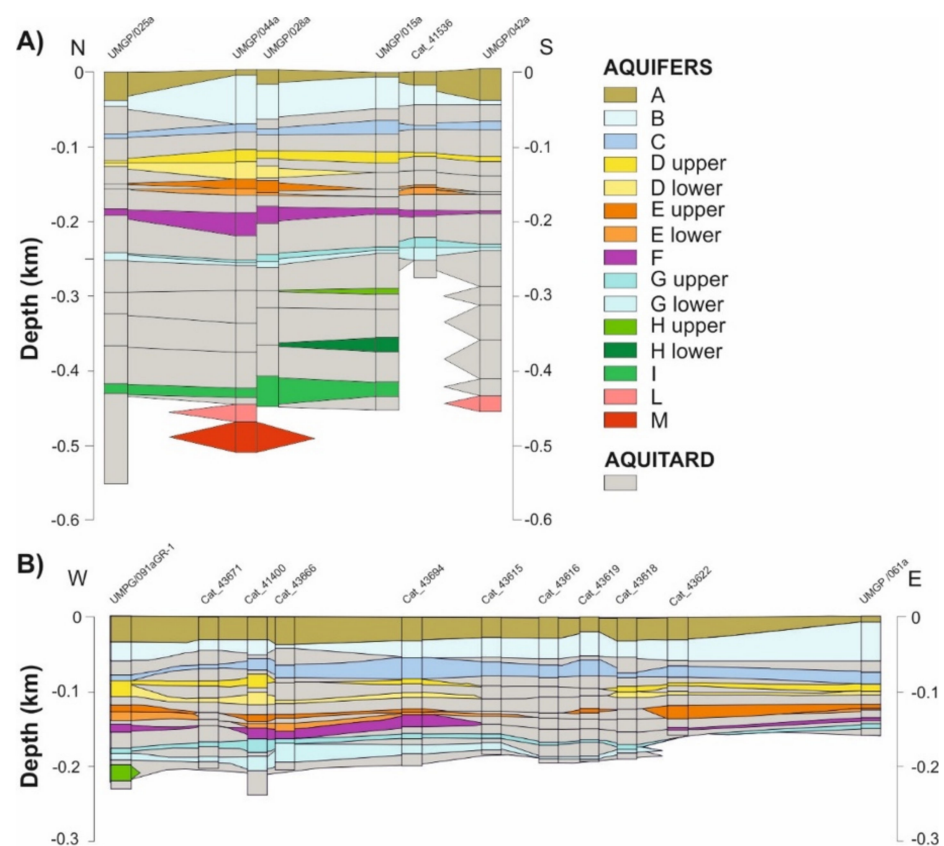 A)
N
UMGP/025a
UMGP/044a
UMGP/028a
UMGP/015a
Cat_41536
UMGP/042a
S
0
-0.1
-0.2
-0.3
-0.4
-0.5
-0.6
Depth (km)
0
-0.1
-0.2
-0.3
-0.4
-0.5
-0.6
AQUIFERS
A
B
C
D upper
D lower
E upper
E lower
F
G upper
G lower
H upper
H lower
I
L
M
AQUITARD
B)
W
UMPG/091aGR-1
Cat_43671
Cat_41400
Cat_43666
Cat_43694
Cat_43615
Cat_43616
Cat_43619
Cat_43618
Cat_43622
UMGP /061a
E
0
-0.1
-0.2
-0.3
Depth (km)
0
-0.1
-0.2
-0.3